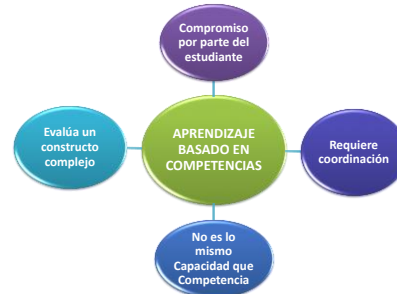 Compromiso
por parte del
estudiante
Evalúa un
constructo
complejo
APRENDIZAJE
BASADO EN
COMPETENCIAS
Requiere
coordinación
No es lo
mismo
Capacidad que
Competencia